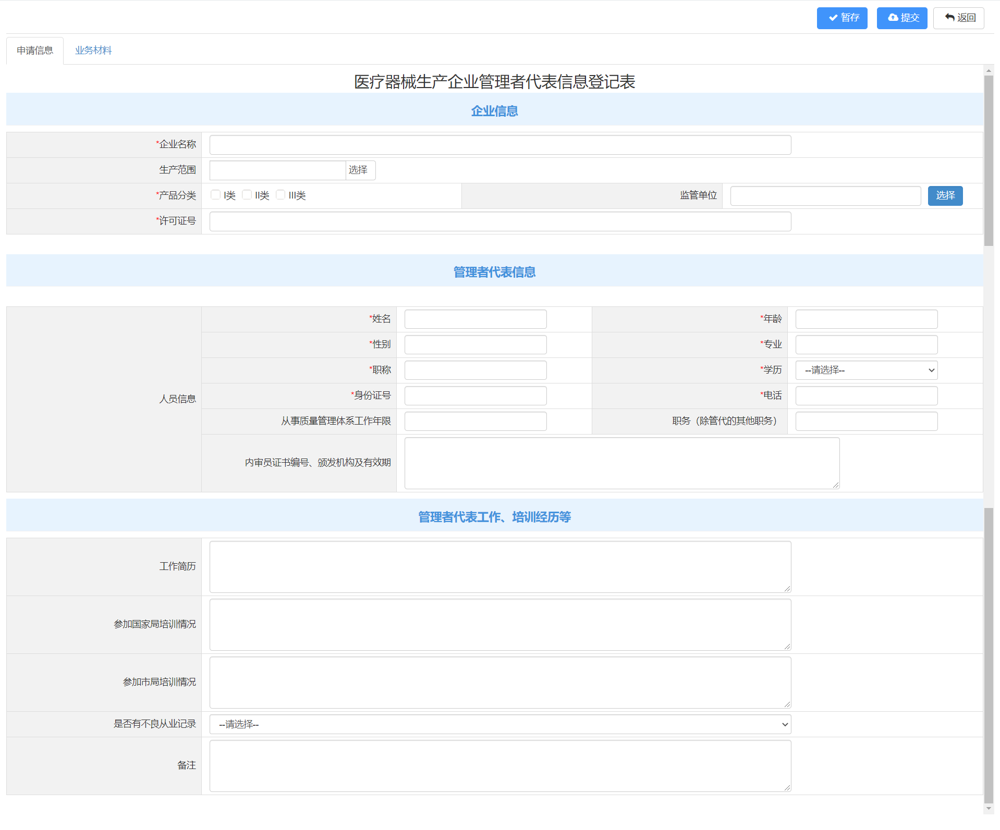 暂存 提交 返回
申请信息 业务材料
医疗器械生产企业管理者代表信息登记表
企业信息
*企业名称
生产范围 选择
*产品分类 I类 II类 III类 监管单位 选择
*许可证号
管理者代表信息
*姓名 *年龄
*性别 *专业
*职称 *学历 --请选择--
人员信息
*身份证号 *电话
从事质量管理体系工作年限 职务（除管代的其他职务）
内审员证书编号、颁发机构及有效期
管理者代表工作、培训经历等
工作简历
参加国家局培训情况
参加市局培训情况
是否有不良从业记录 --请选择--
备注